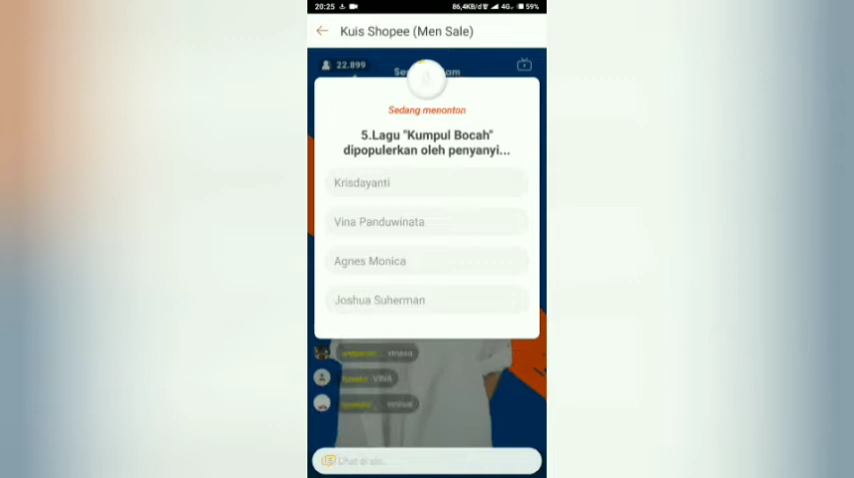 20:25
86,4KB/d
4G
59%
Kuis Shopee (Men Sale)
22.899
Sedang menonton
5.Lagu "Kumpul Bocah"
dipopulerkan oleh penyanyi...
Krisdayanti
Vina Panduwinata
Agnes Monica
Joshua Suherman
VINA